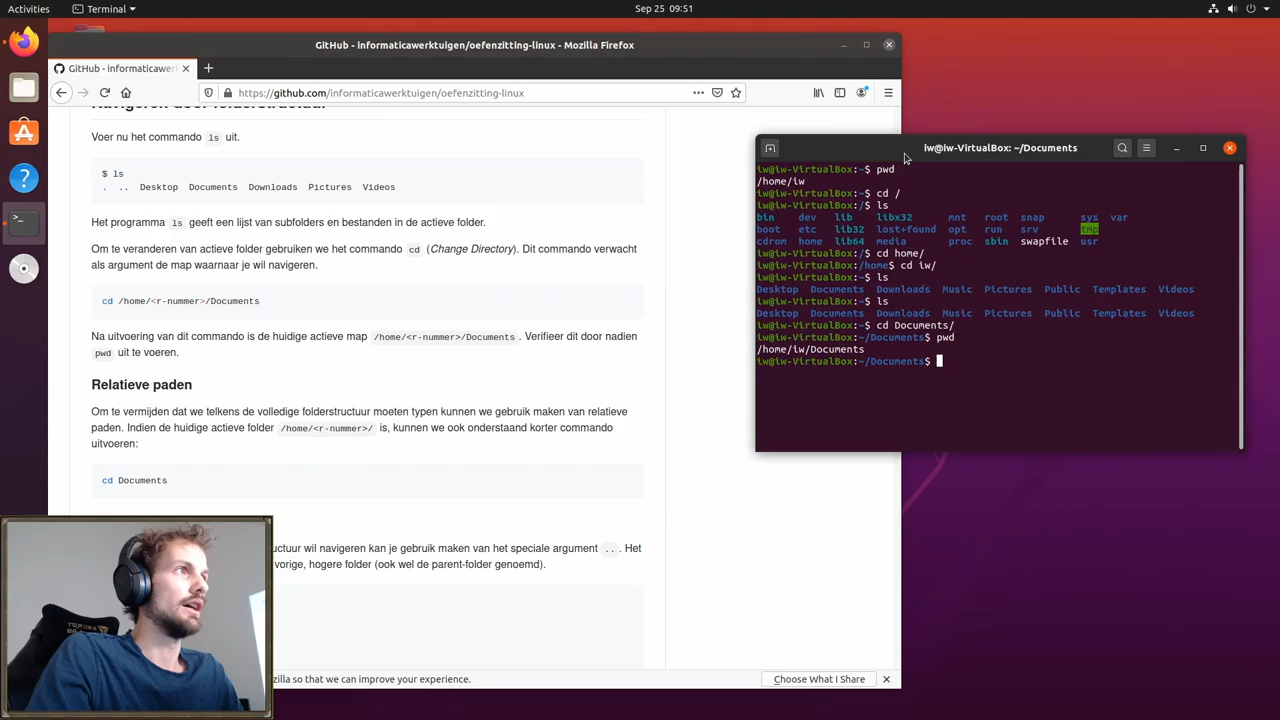 Activities
Terminal
Sep 25 09:51
GitHub - informaticawerktuigen/oefenzitting-linux - Mozilla Firefox
GitHub - informaticawerk
https://github.com/informaticawerktuigen/oefenzitting-linux
Navigeren door folderstructuur
Voer nu het commando ls uit.
$ ls
. .. Desktop Documents Downloads Pictures Videos
Het programma ls geeft een lijst van subfolders en bestanden in de actieve folder.
Om te veranderen van actieve folder gebruiken we het commando cd (Change Directory). Dit commando verwacht
als argument de map waarnaar je wil navigeren.
cd /home/<r-nummer>/Documents
Na uitvoering van dit commando is de huidige actieve map /home/<r-nummer>/Documents. Verifieer dit door nadien
pwd uit te voeren.
Relatieve paden
Om te vermijden dat we telkens de volledige folderstructuur moeten typen kunnen we gebruik maken van relatieve
paden. Indien de huidige actieve folder /home/<r-nummer>/ is, kunnen we ook onderstaand korter commando
uitvoeren:
cd Documents
uctuur wil navigeren kan je gebruik maken van het speciale argument ... Het
vorige, hogere folder (ook wel de parent-folder genoemd).
zilla so that we can improve your experience.
Choose What I Share
iw@iw-VirtualBox: ~/Documents
iw@iw-VirtualBox:~$ pwd
/home/iw
iw@iw-VirtualBox:~$ cd /
iw@iw-VirtualBox:/$ ls
bin dev lib libx32 mnt root snap sys var
boot etc lib32 lost+found opt run srv tmp
cdrom home lib64 media proc sbin swapfile usr
iw@iw-VirtualBox:/$ cd home/
iw@iw-VirtualBox:/home$ cd iw/
iw@iw-VirtualBox:~$ ls
Desktop Documents Downloads Music Pictures Public Templates Videos
iw@iw-VirtualBox:~$ ls
Desktop Documents Downloads Music Pictures Public Templates Videos
iw@iw-VirtualBox:~$ cd Documents/
iw@iw-VirtualBox:~/Documents$ pwd
/home/iw/Documents
iw@iw-VirtualBox:~/Documents$